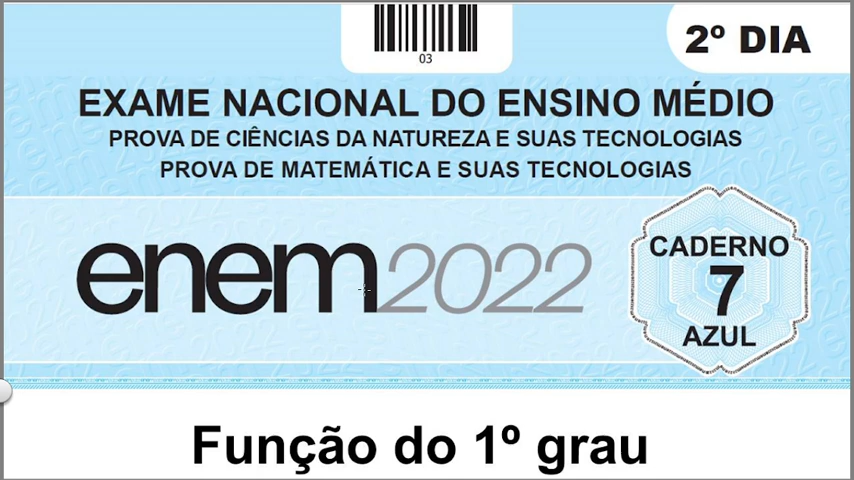 03
2º DIA
EXAME NACIONAL DO ENSINO MÉDIO
PROVA DE CIÊNCIAS DA NATUREZA E SUAS TECNOLOGIAS
PROVA DE MATEMÁTICA E SUAS TECNOLOGIAS
enem2022
CADERNO
7
AZUL
Função do 1º grau